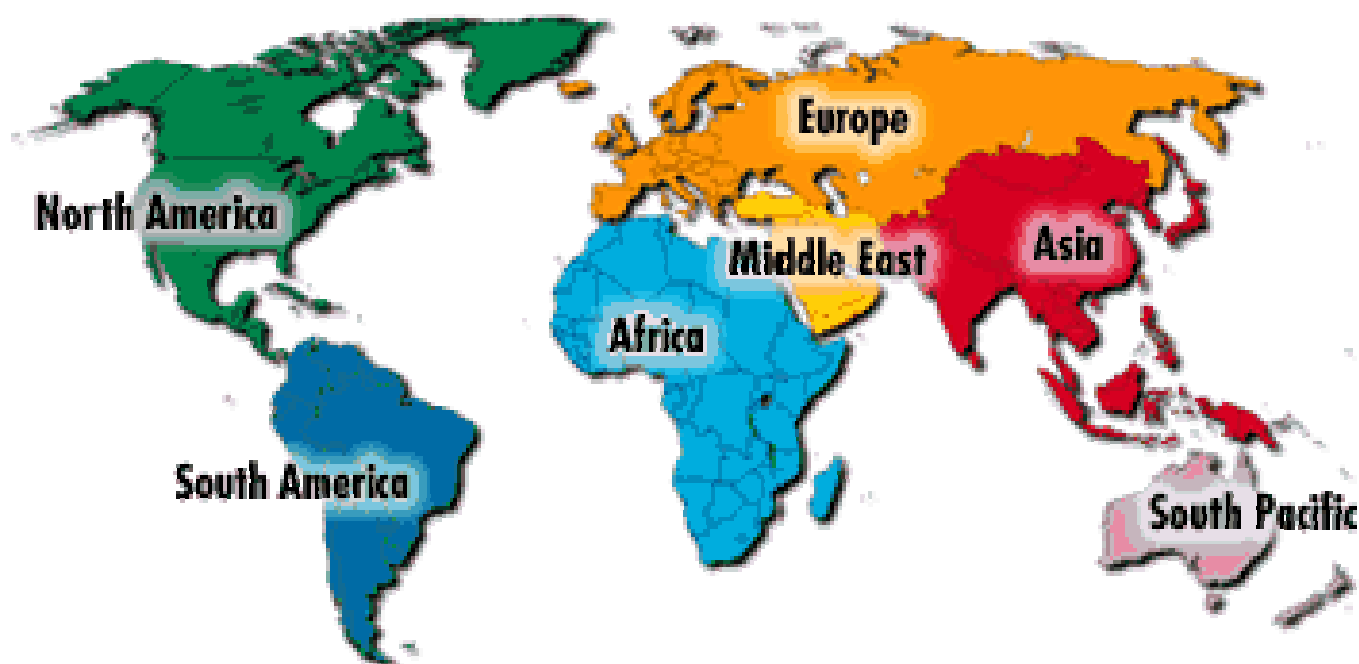 Europe
North America
Asia
Middle East
Africa
South America
South Pacific